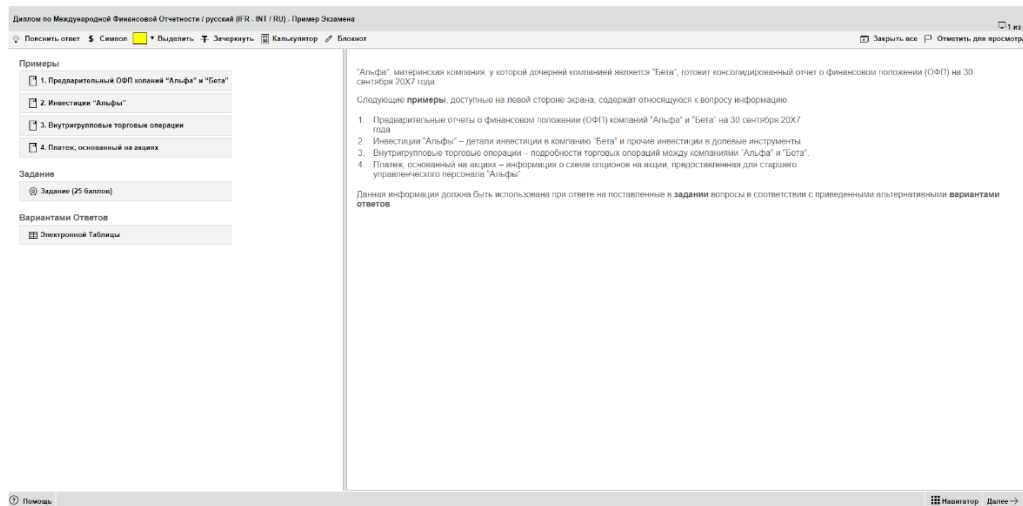 Диплом по Международной Финансовой Отчетности / русский (IFR - INT / RU) - Пример Экзамена
1 из
Пояснить ответ $ Символ Выделить Зачеркнуть Калькулятор Блокнот
Закрыть все Отметить для просмотра
Примеры
1. Предварительный ОФП копаний "Альфа" и "Бета"
2. Инвестиции "Альфы"
3. Внутригрупповые торговые операции
4. Платеж, основанный на акциях
Задание
Задание (25 баллов)
Вариантами Ответов
Электронной Таблицы
"Альфа", материнская компания, у которой дочерней компанией является "Бета", готовит консолидированный отчет о финансовом положении (ОФП) на 30
сентября 20X7 года.
Следующие примеры, доступные на левой стороне экрана, содержат относящуюся к вопросу информацию.
1. Предварительные отчеты о финансовом положении (ОФП) компаний "Альфа" и "Бета" на 30 сентября 20X7
года
2. Инвестиции "Альфы" – детали инвестиции в компанию "Бета" и прочие инвестиции в долевые инструменты
3. Внутригрупповые торговые операции – подробности торговых операций между компаниями "Альфа" и "Бета".
4. Платеж, основанный на акциях – информация о схеме опционов на акции, предоставленная для старшего
управленческого персонала "Альфы".
Данная информация должна быть использована при ответе на поставленные в задании вопросы в соответствии с приведенными альтернативными вариантами
ответов.
Помощь
Навигатор Далее